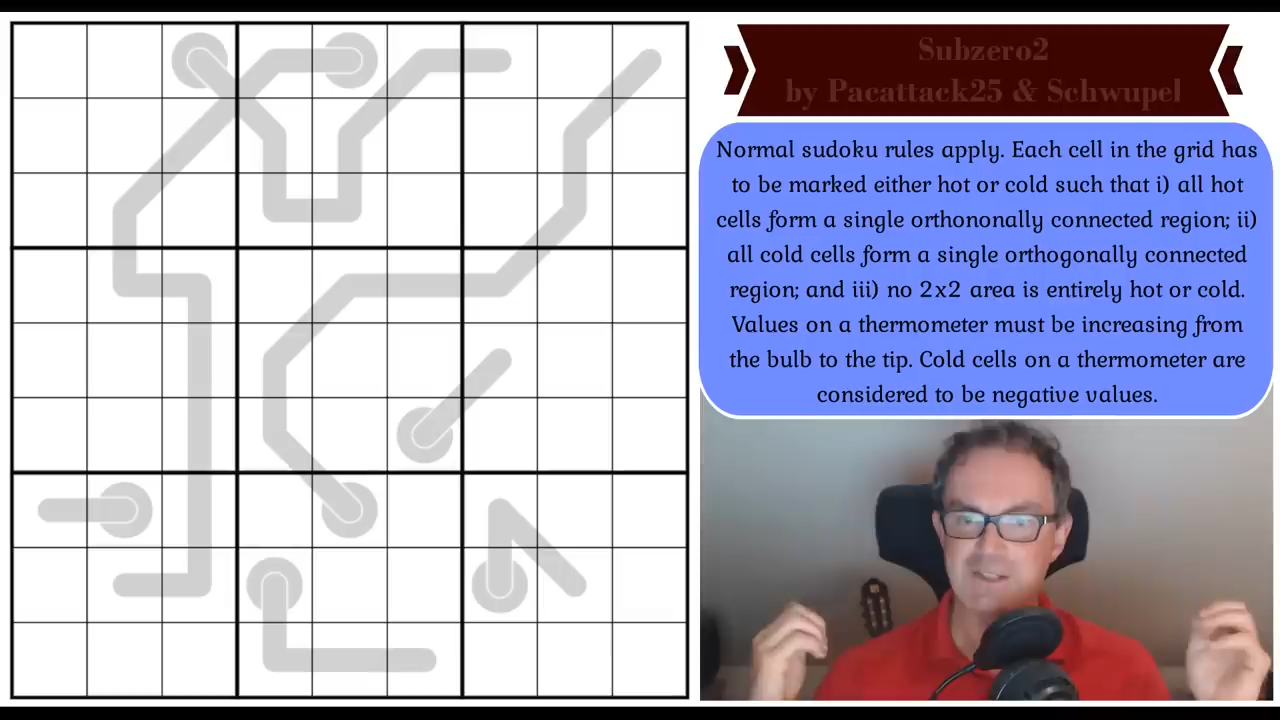 Subzero2
by Pacattack25 & Schwupel
Normal sudoku rules apply. Each cell in the grid has
to be marked either hot or cold such that i) all hot
cells form a single orthononally connected region; ii)
all cold cells form a single orthogonally connected
region; and iii) no 2x2 area is entirely hot or cold.
Values on a thermometer must be increasing from
the bulb to the tip. Cold cells on a thermometer are
considered to be negative values.